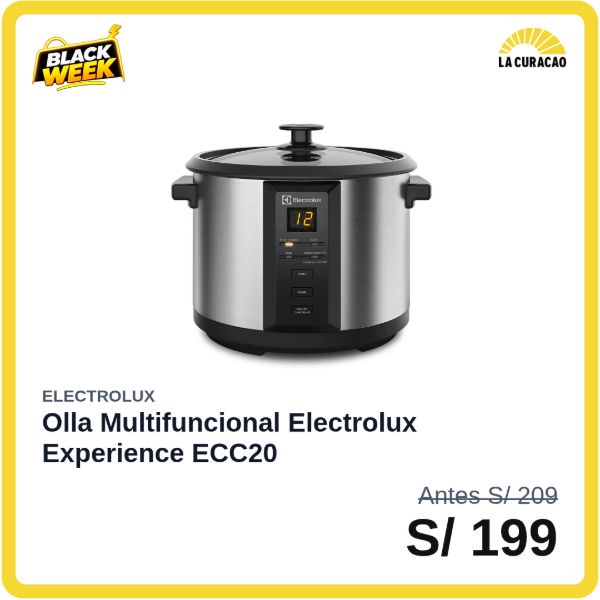 BLACK
WEEK
LA CURACAO
Electrolux
12
ELECTROLUX
Olla Multifuncional Electrolux
Experience ECC20
Antes S/ 209
S/ 199